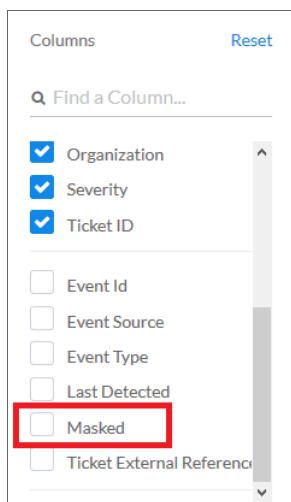 Columns Reset
Find a Column...
Organization
Severity
Ticket ID
Event Id
Event Source
Event Type
Last Detected
Masked
Ticket External Reference